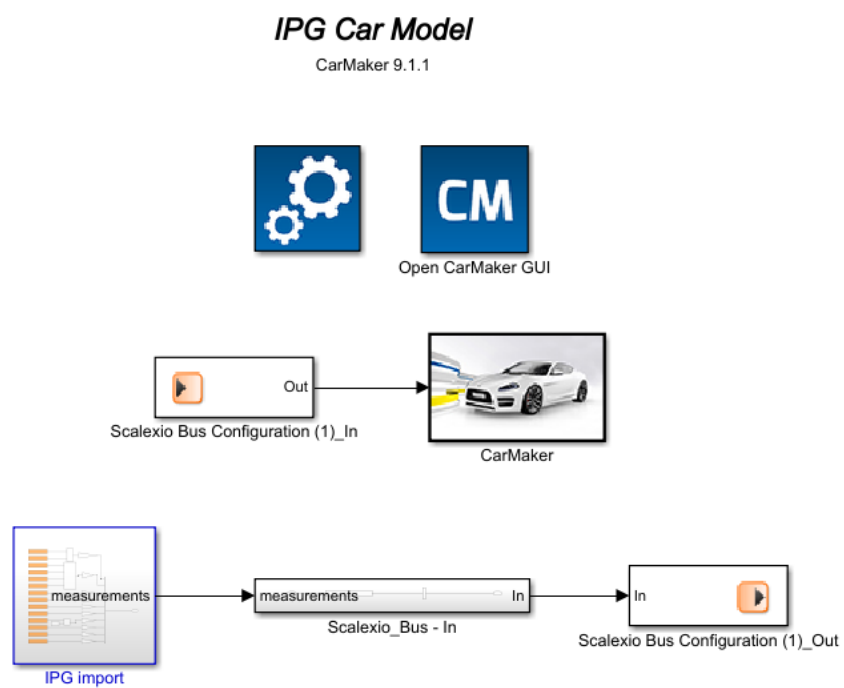 IPG Car Model
CarMaker 9.1.1
CM
Open CarMaker GUI
Out
Scalexio Bus Configuration (1)_In
CarMaker
measurements
IPG import
measurements
In
Scalexio_Bus - In
In
Scalexio Bus Configuration (1)_Out